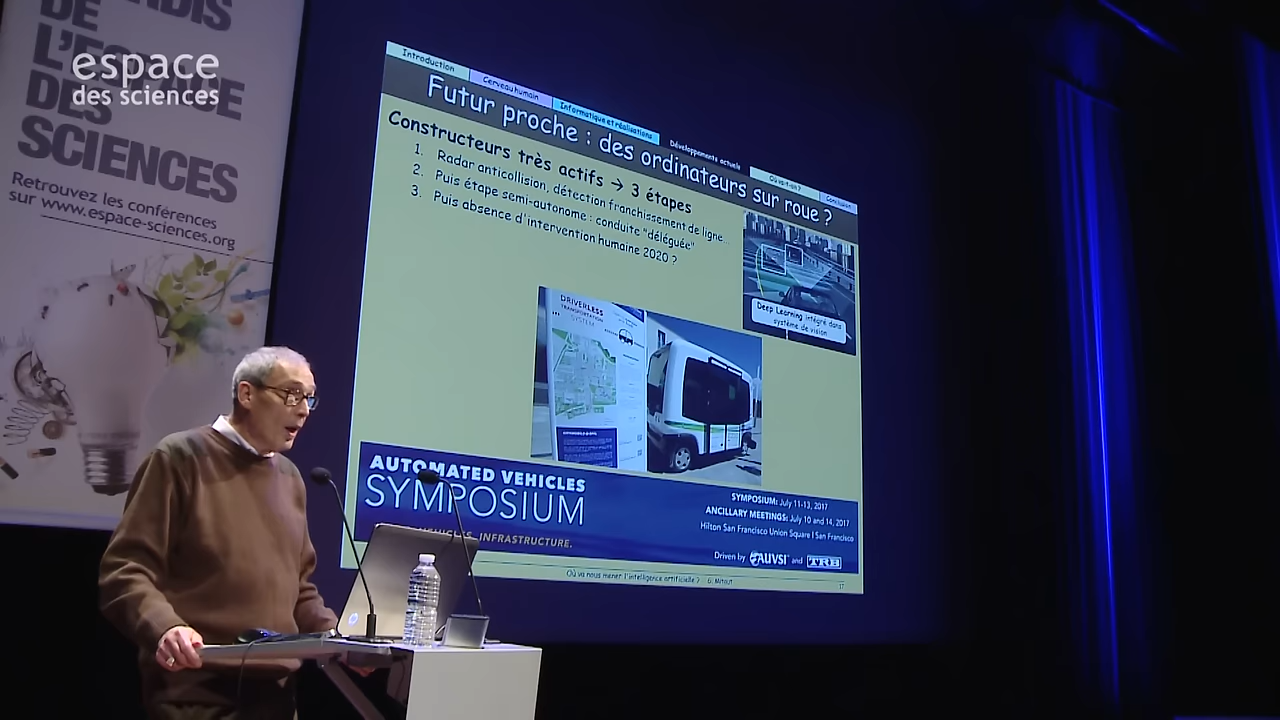 DE
L'ESPACE
DES
SCIENCES
Retrouvez les conférences
sur www.espace-sciences.org
espace
des sciences
Introduction
Cerveau humain
Informatique et réalisations
Développements actuels
Où va-t-on ?
Conclusion
Futur proche : des ordinateurs sur roue ?
Constructeurs très actifs → 3 étapes
1. Radar anticollision, détection franchissement de ligne...
2. Puis étape semi-autonome : conduite "déléguée"
3. Puis absence d'intervention humaine 2020 ?
Deep Learning intégré dans
système de vision
DRIVERLESS
TRANSPORTATION
SYSTEM
AUTOMATED VEHICLES
SYMPOSIUM
VEHICLES. INFRASTRUCTURE.
SYMPOSIUM: July 11-13, 2017
ANCILLARY MEETINGS: July 10 and 14, 2017
Hilton San Francisco Union Square | San Francisco
Driven by AUVSI and TRB
Où va nous mener l'intelligence artificielle ? G. Mitaut
17
hp